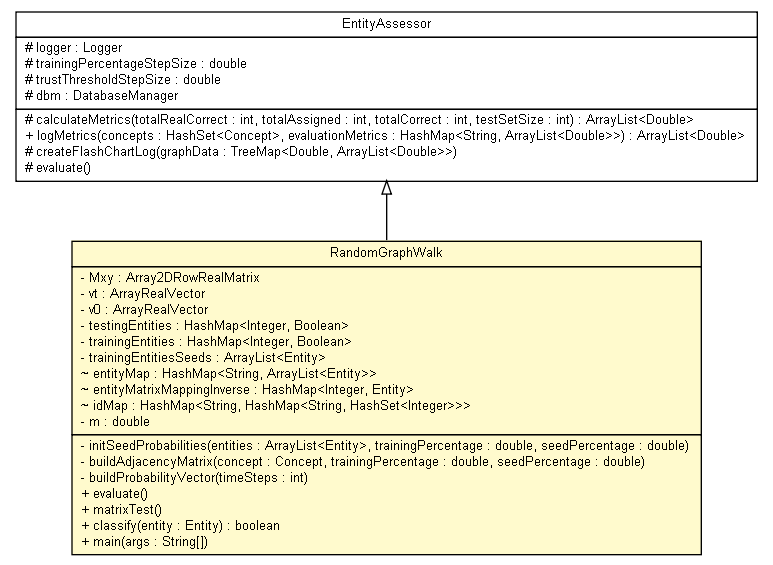 EntityAssessor
# logger : Logger
# trainingPercentageStepSize : double
# trustThresholdStepSize : double
# dbm : DatabaseManager
# calculateMetrics(totalRealCorrect : int, totalAssigned : int, totalCorrect : int, testSetSize : int) : ArrayList<Double>
+ logMetrics(concepts : HashSet<Concept>, evaluationMetrics : HashMap<String, ArrayList<Double>>) : ArrayList<Double>
# createFlashChartLog(graphData : TreeMap<Double, ArrayList<Double>>)
# evaluate()
RandomGraphWalk
- Mxy : Array2DRowRealMatrix
- vt : ArrayRealVector
- v0 : ArrayRealVector
- testingEntities : HashMap<Integer, Boolean>
- trainingEntities : HashMap<Integer, Boolean>
- trainingEntitiesSeeds : ArrayList<Entity>
~ entityMap : HashMap<String, ArrayList<Entity>>
~ entityMatrixMappingInverse : HashMap<Integer, Entity>
~ idMap : HashMap<String, HashMap<String, HashSet<Integer>>>
- m : double
- initSeedProbabilities(entities : ArrayList<Entity>, trainingPercentage : double, seedPercentage : double)
- buildAdjacencyMatrix(concept : Concept, trainingPercentage : double, seedPercentage : double)
- buildProbabilityVector(timeSteps : int)
+ evaluate()
+ matrixTest()
+ classify(entity : Entity) : boolean
+ main(args : String[])